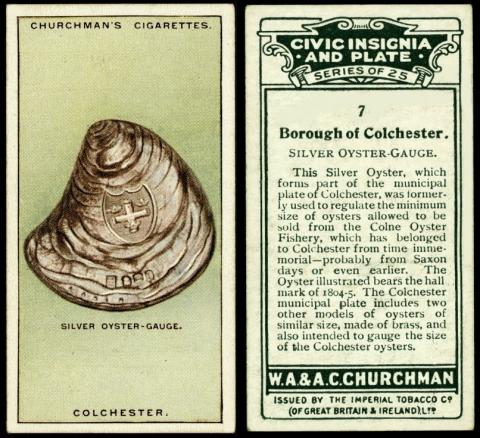 CHURCHMAN'S CIGARETTES.
SILVER OYSTER-GAUGE.
COLCHESTER.
CIVIC INSIGNIA
AND PLATE
SERIES OF 25
7
Borough of Colchester.
SILVER OYSTER-GAUGE.
This Silver Oyster, which
forms part of the municipal
plate of Colchester, was former-
ly used to regulate the minimum
size of oysters allowed to be
sold from the Colne Oyster
Fishery, which has belonged
to Colchester from time imme-
morial—probably from Saxon
days or even earlier. The
Oyster illustrated bears the hall
mark of 1804-5. The Colchester
municipal plate includes two
other models of oysters of
similar size, made of brass, and
also intended to gauge the size
of the Colchester oysters.
W.A.&A.C.CHURCHMAN
ISSUED BY THE IMPERIAL TOBACCO Cº
(OF GREAT BRITAIN & IRELAND), Lᵀᴰ